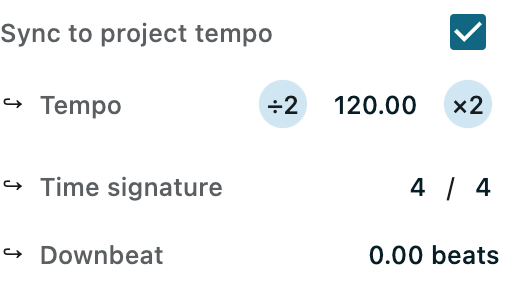 Sync to project tempo
↪ Tempo ÷2 120.00 ×2
↪ Time signature 4 / 4
↪ Downbeat 0.00 beats